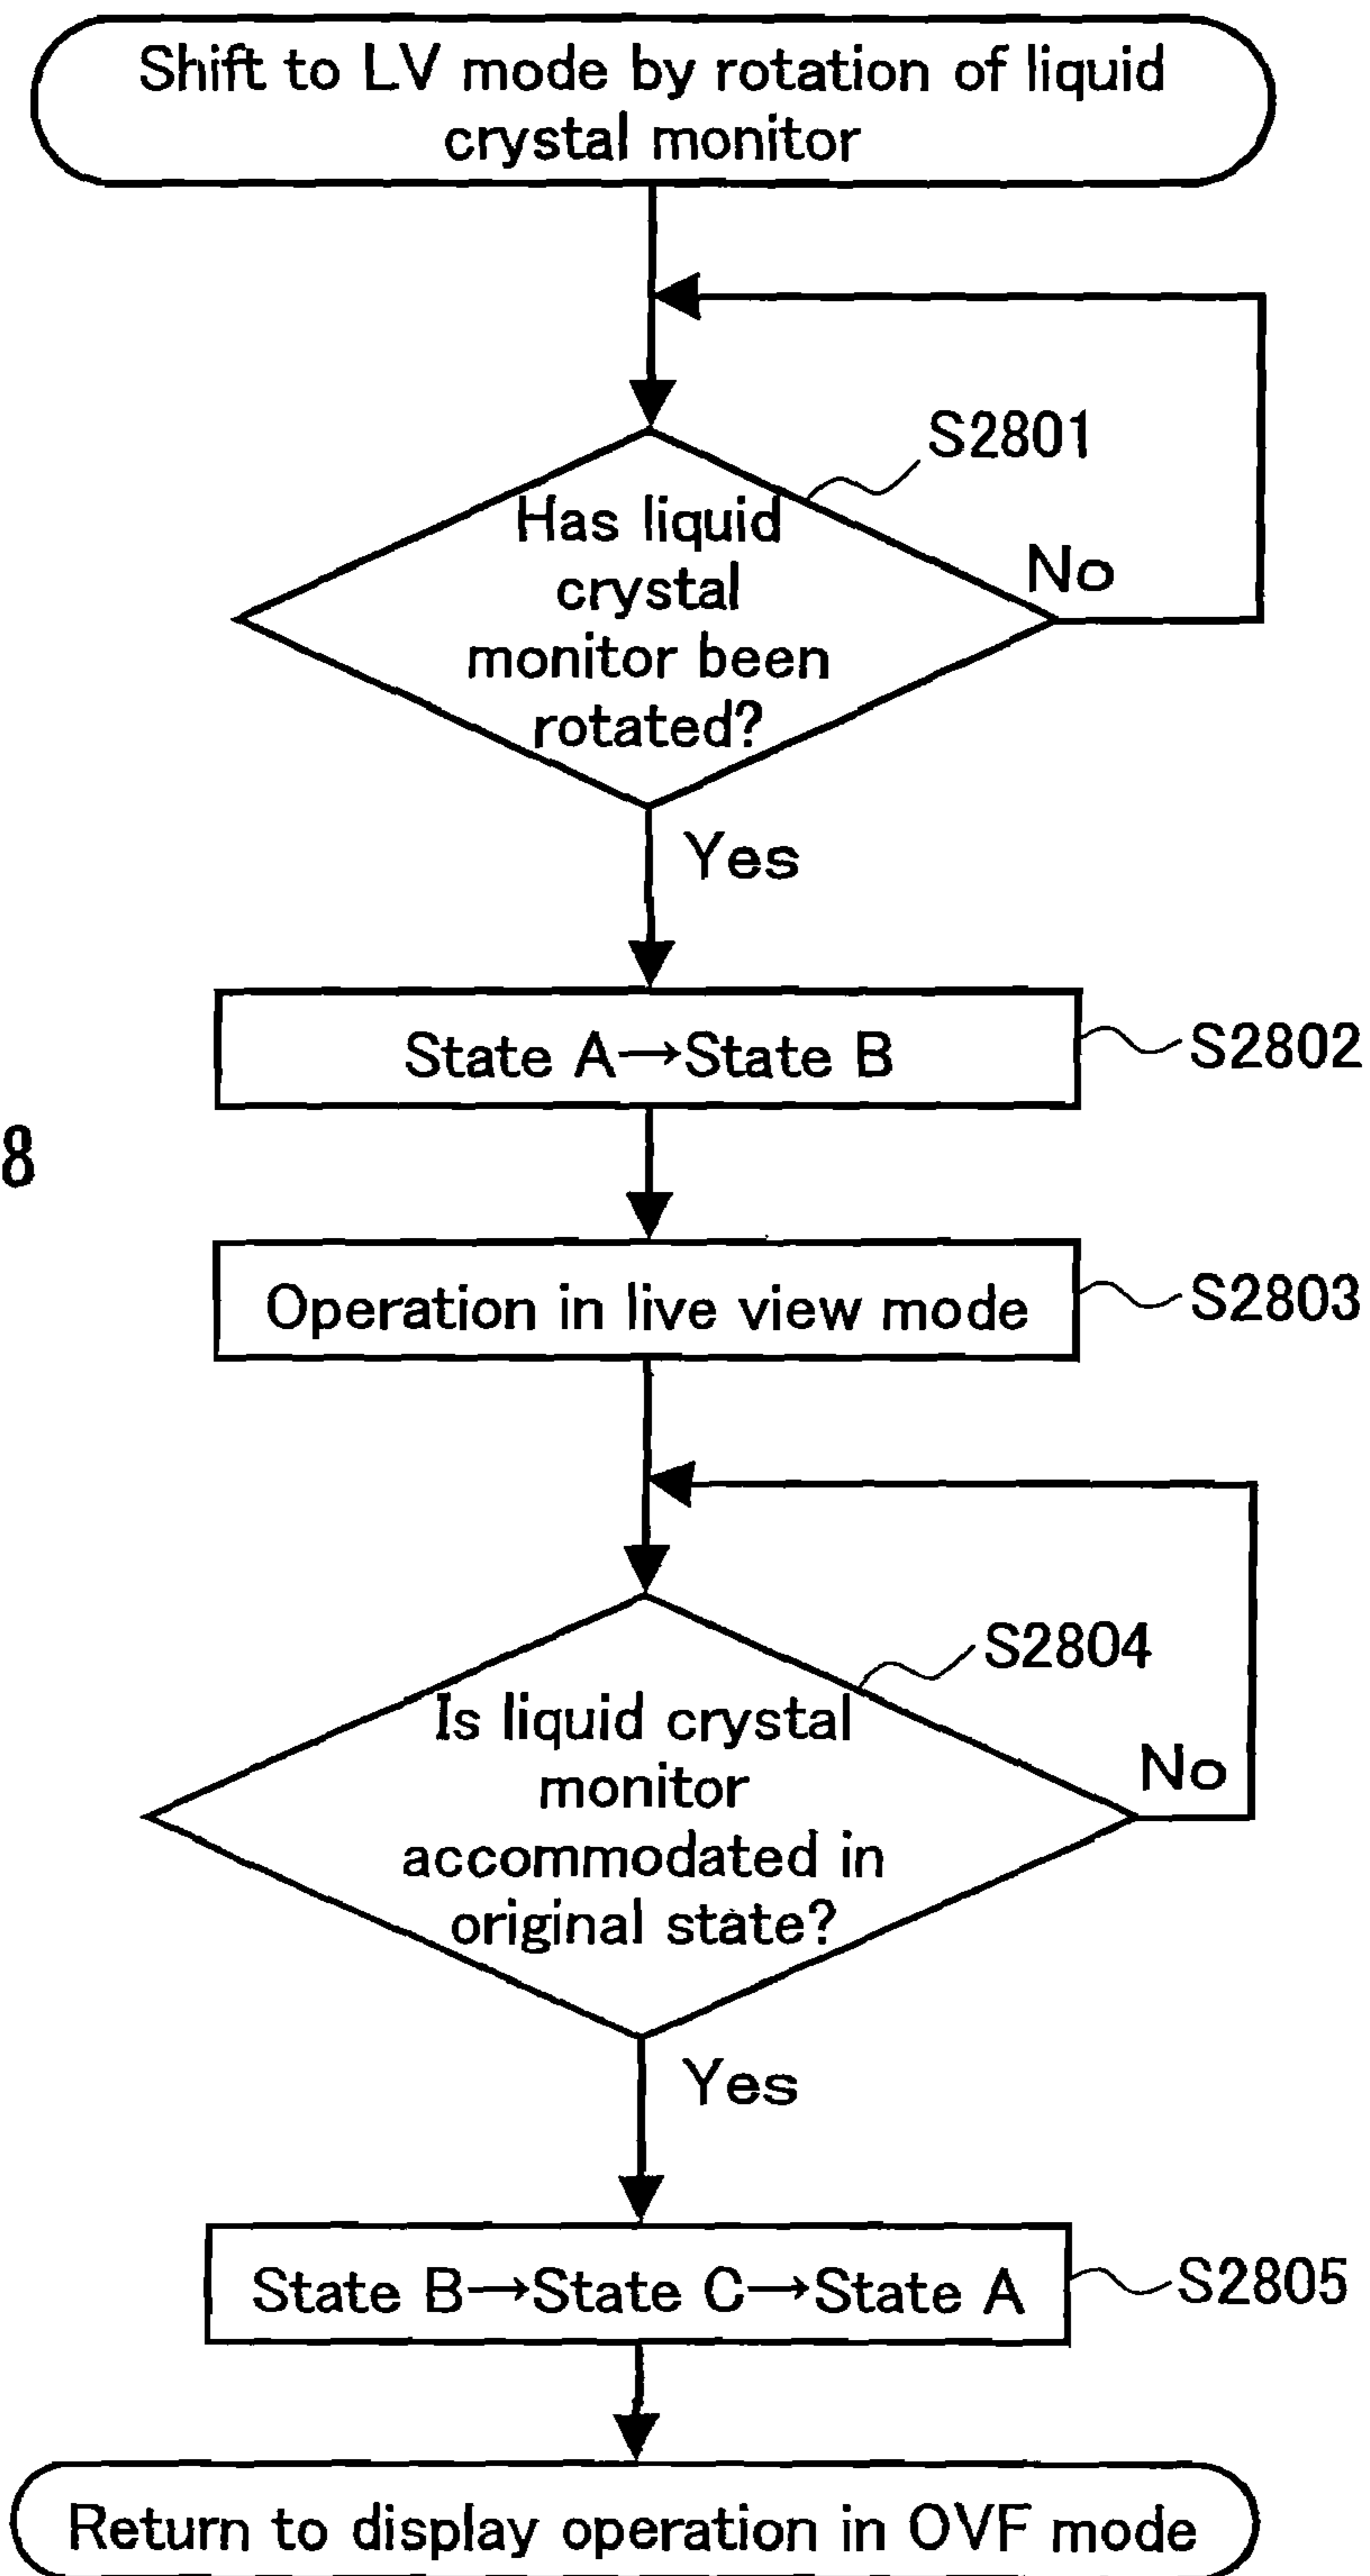 Shift to LV mode by rotation of liquid
crystal monitor
S2801
Has liquid
crystal
monitor been
rotated?
No
Yes
State A→State B
S2802
8
Operation in live view mode
S2803
S2804
Is liquid crystal
monitor
accommodated in
original state?
No
Yes
State B→State C→State A
S2805
Return to display operation in OVF mode